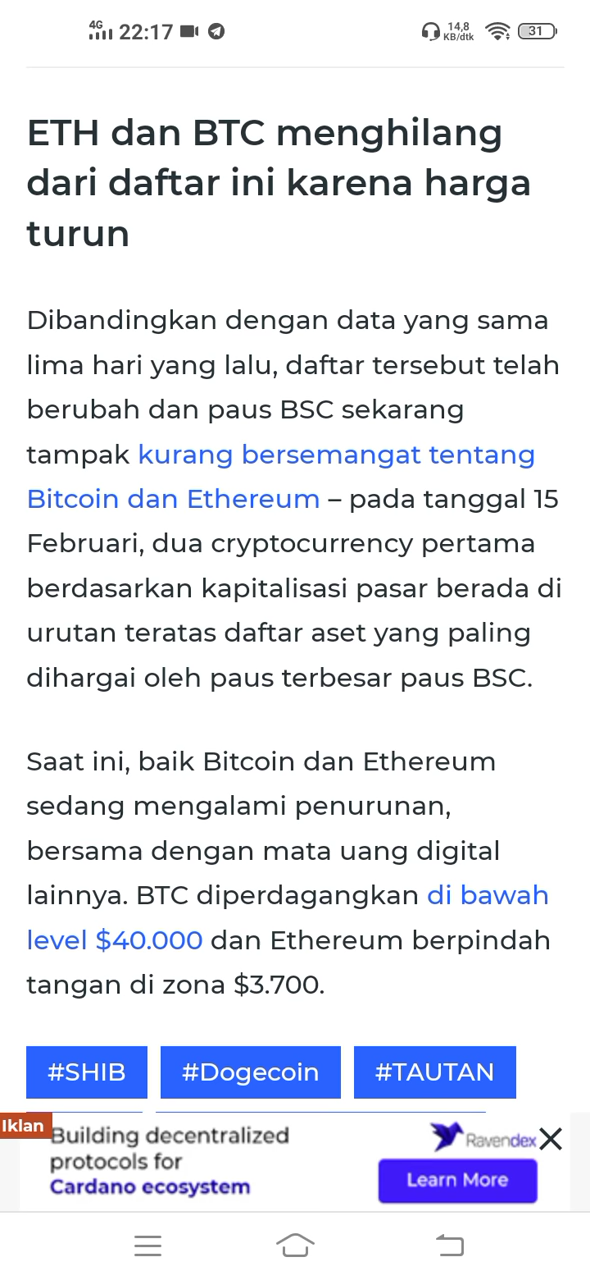 4G 22:17 14,8 KB/dtk 31
ETH dan BTC menghilang
dari daftar ini karena harga
turun
Dibandingkan dengan data yang sama
lima hari yang lalu, daftar tersebut telah
berubah dan paus BSC sekarang
tampak kurang bersemangat tentang
Bitcoin dan Ethereum – pada tanggal 15
Februari, dua cryptocurrency pertama
berdasarkan kapitalisasi pasar berada di
urutan teratas daftar aset yang paling
dihargai oleh paus terbesar paus BSC.
Saat ini, baik Bitcoin dan Ethereum
sedang mengalami penurunan,
bersama dengan mata uang digital
lainnya. BTC diperdagangkan di bawah
level $40.000 dan Ethereum berpindah
tangan di zona $3.700.
#SHIB #Dogecoin #TAUTAN
Iklan
Building decentralized
protocols for
Cardano ecosystem
Ravendex
Learn More